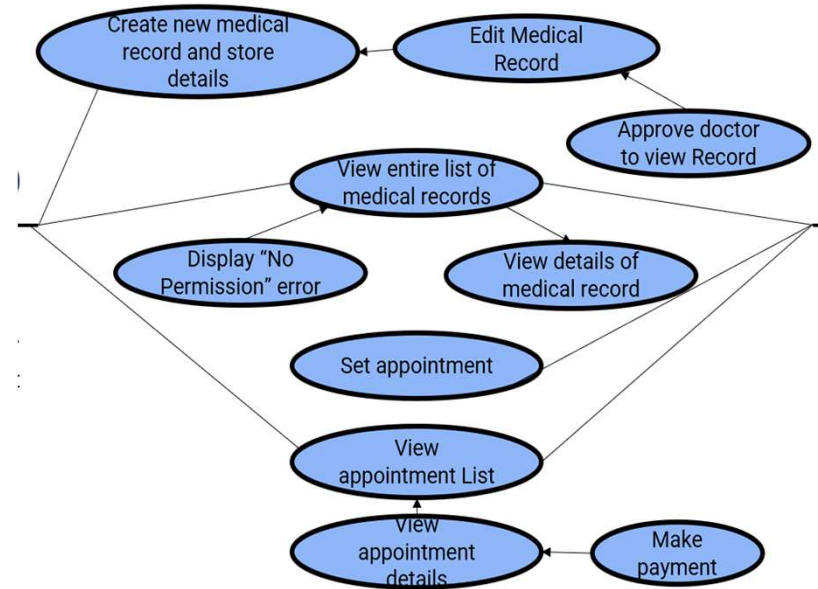 Create new medical
record and store
details
Edit Medical
Record
Approve doctor
to view Record
View entire list of
medical records
Display “No
Permission” error
View details of
medical record
Set appointment
View
appointment List
View
appointment
details
Make
payment